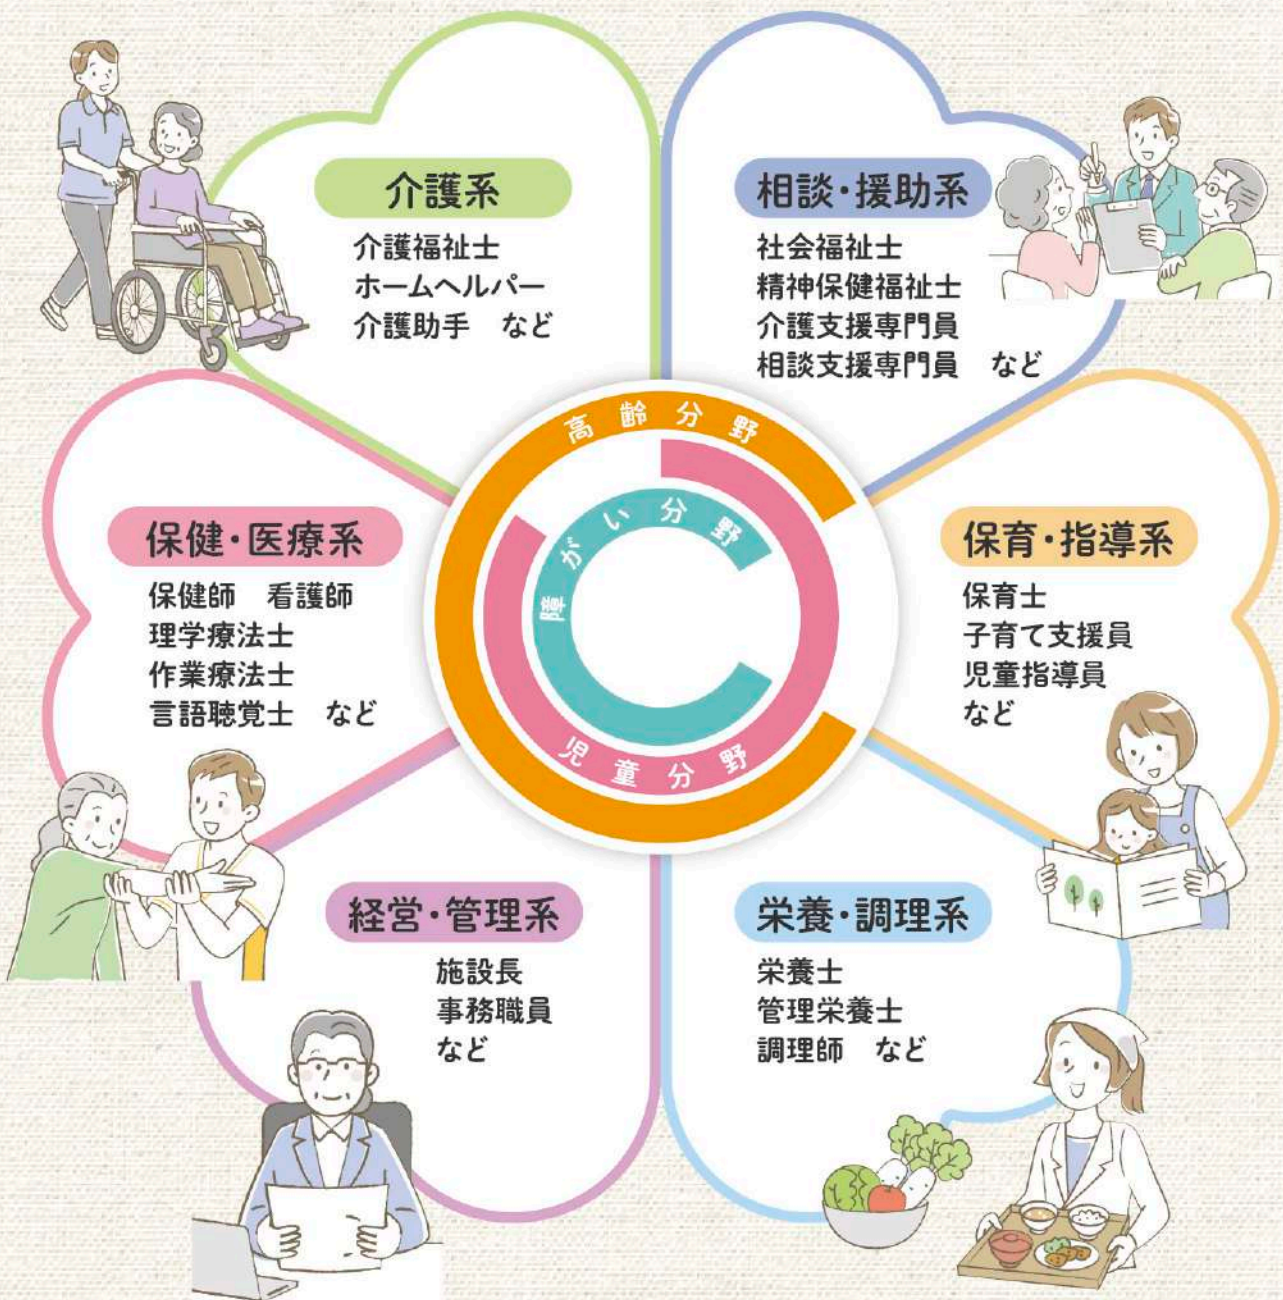 介護系
介護福祉士
ホームヘルパー
介護助手　など
相談・援助系
社会福祉士
精神保健福祉士
介護支援専門員
相談支援専門員　など
高齢分野
障がい分野
児童分野
保健・医療系
保健師　看護師
理学療法士
作業療法士
言語聴覚士　など
保育・指導系
保育士
子育て支援員
児童指導員
など
経営・管理系
施設長
事務職員
など
栄養・調理系
栄養士
管理栄養士
調理師　など